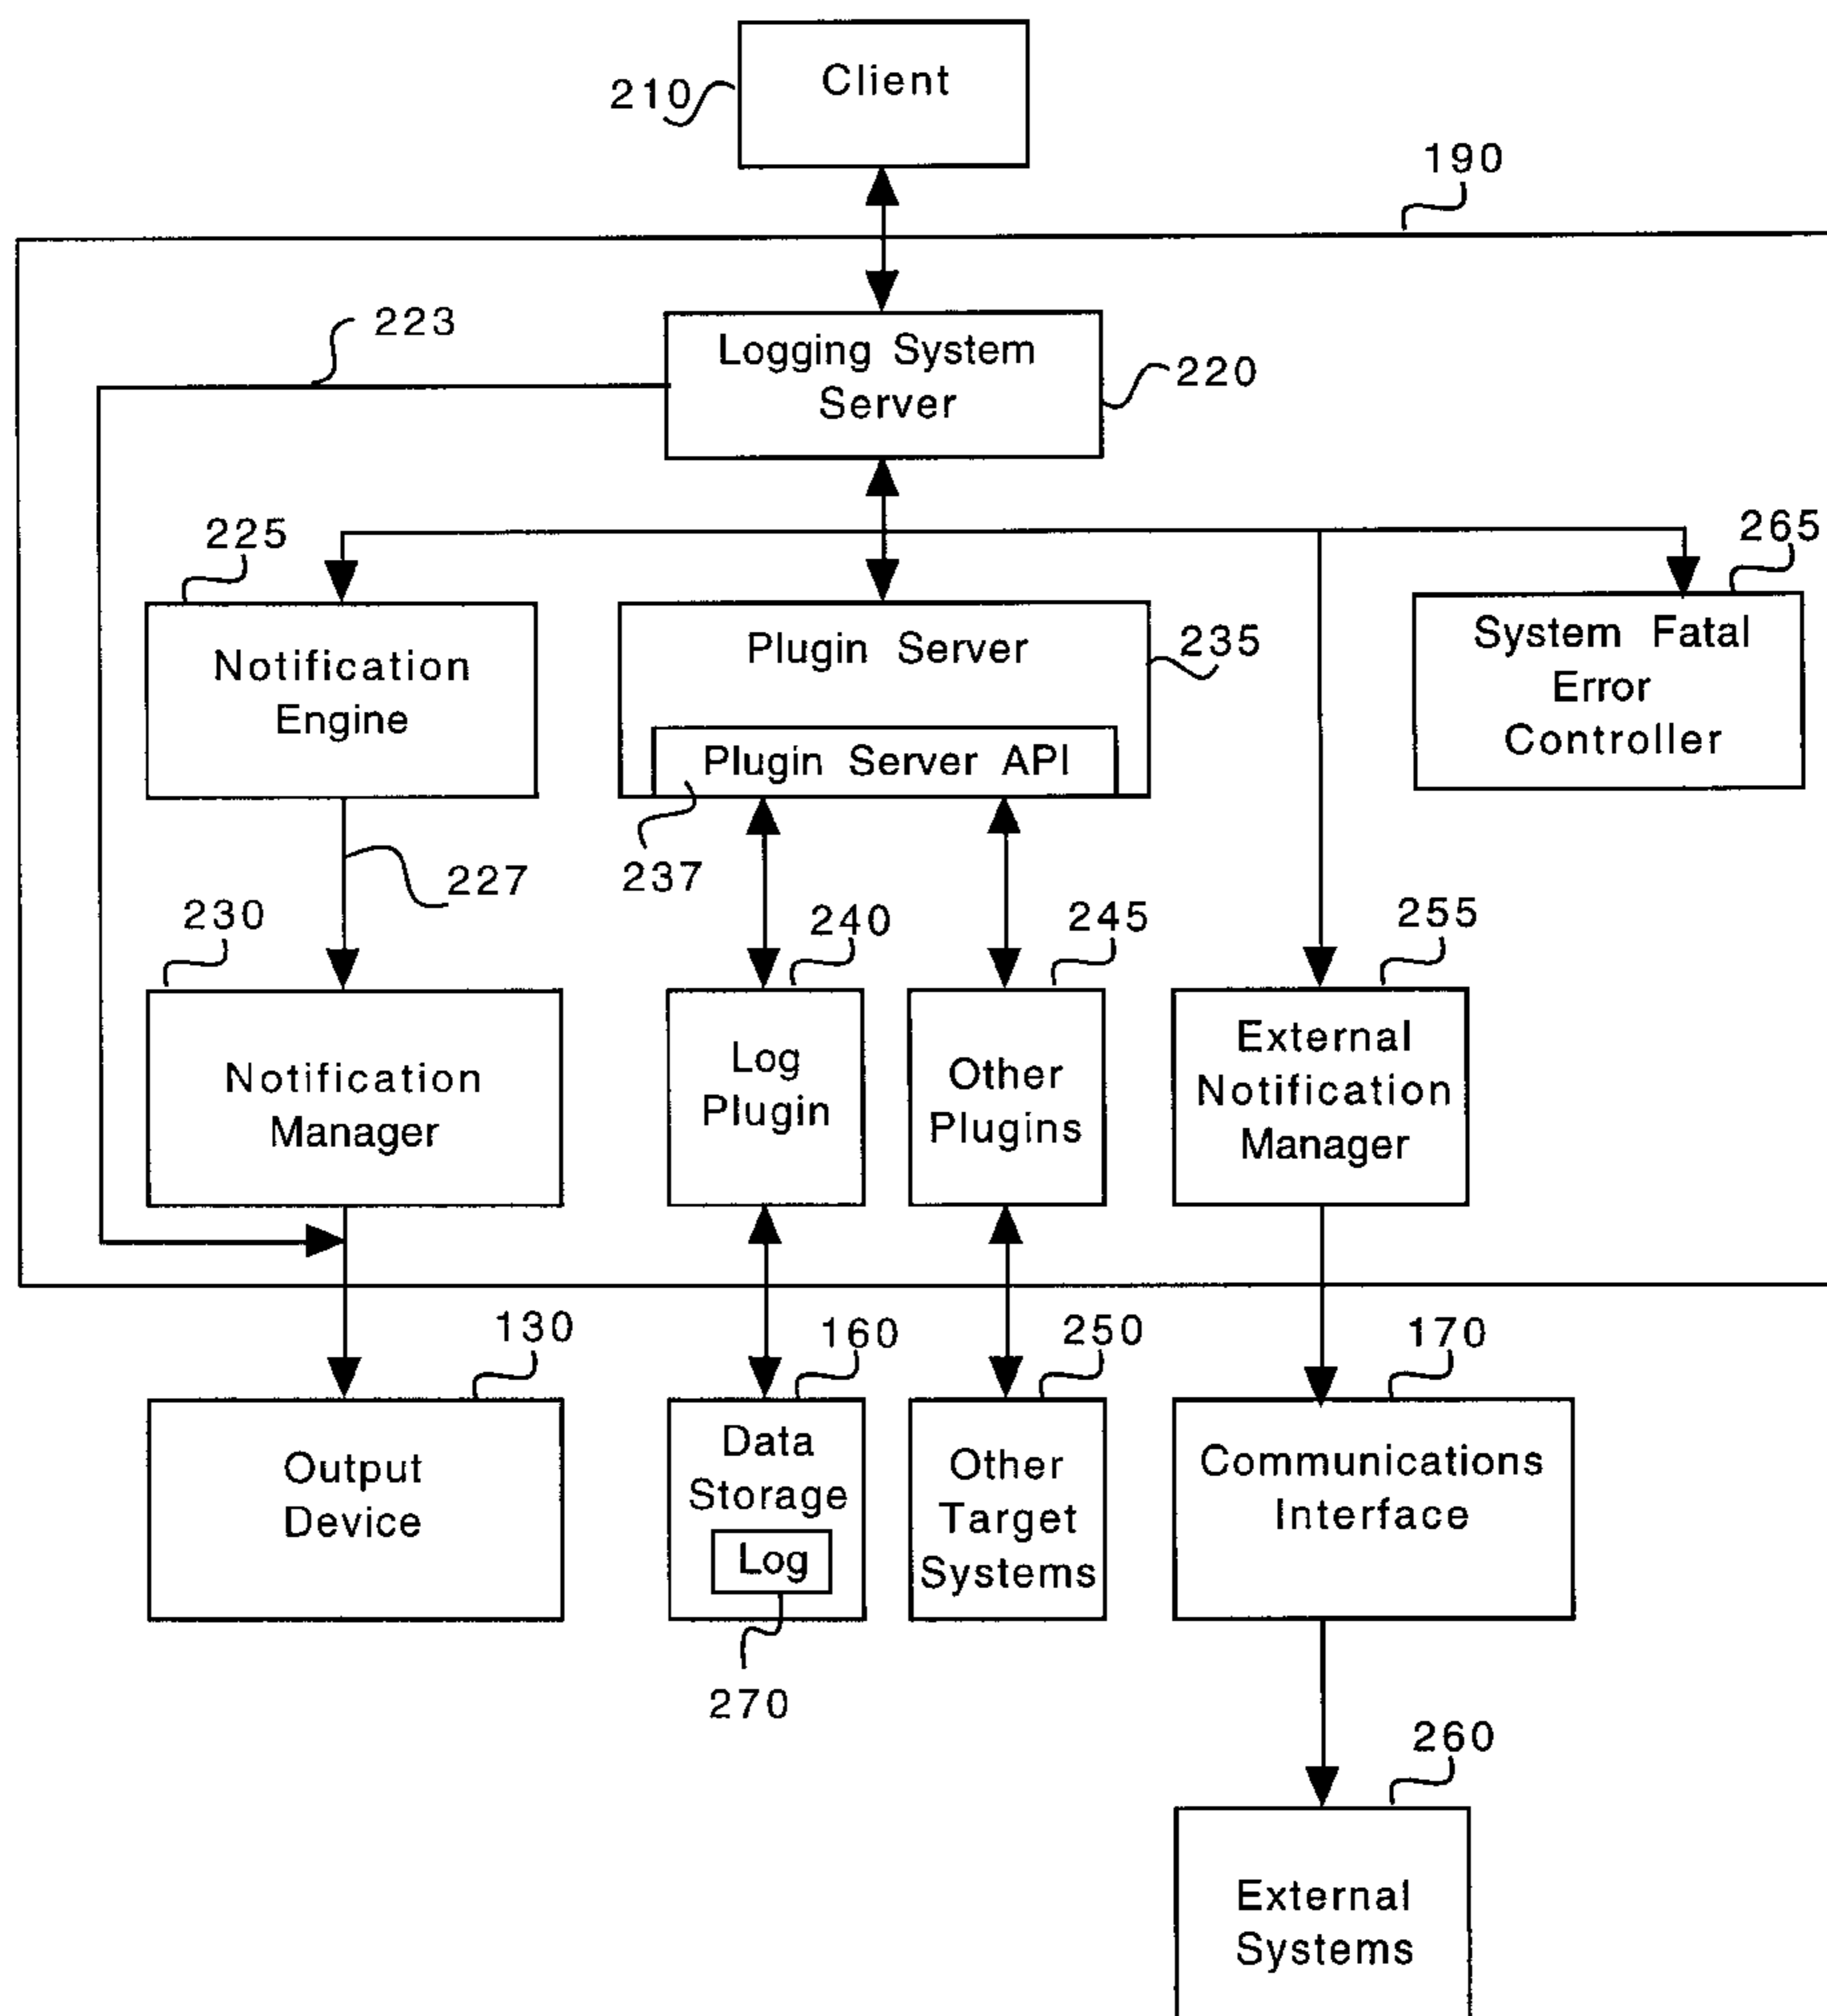 Client
210
190
223
Logging System
Server
220
225
265
Notification
Engine
Plugin Server
235
System Fatal
Error
Controller
Plugin Server API
237
227
230
240
245
255
Notification
Manager
Log
Plugin
Other
Plugins
External
Notification
Manager
130
160
250
170
Output
Device
Data
Storage
Log
Other
Target
Systems
Communications
Interface
270
260
External
Systems